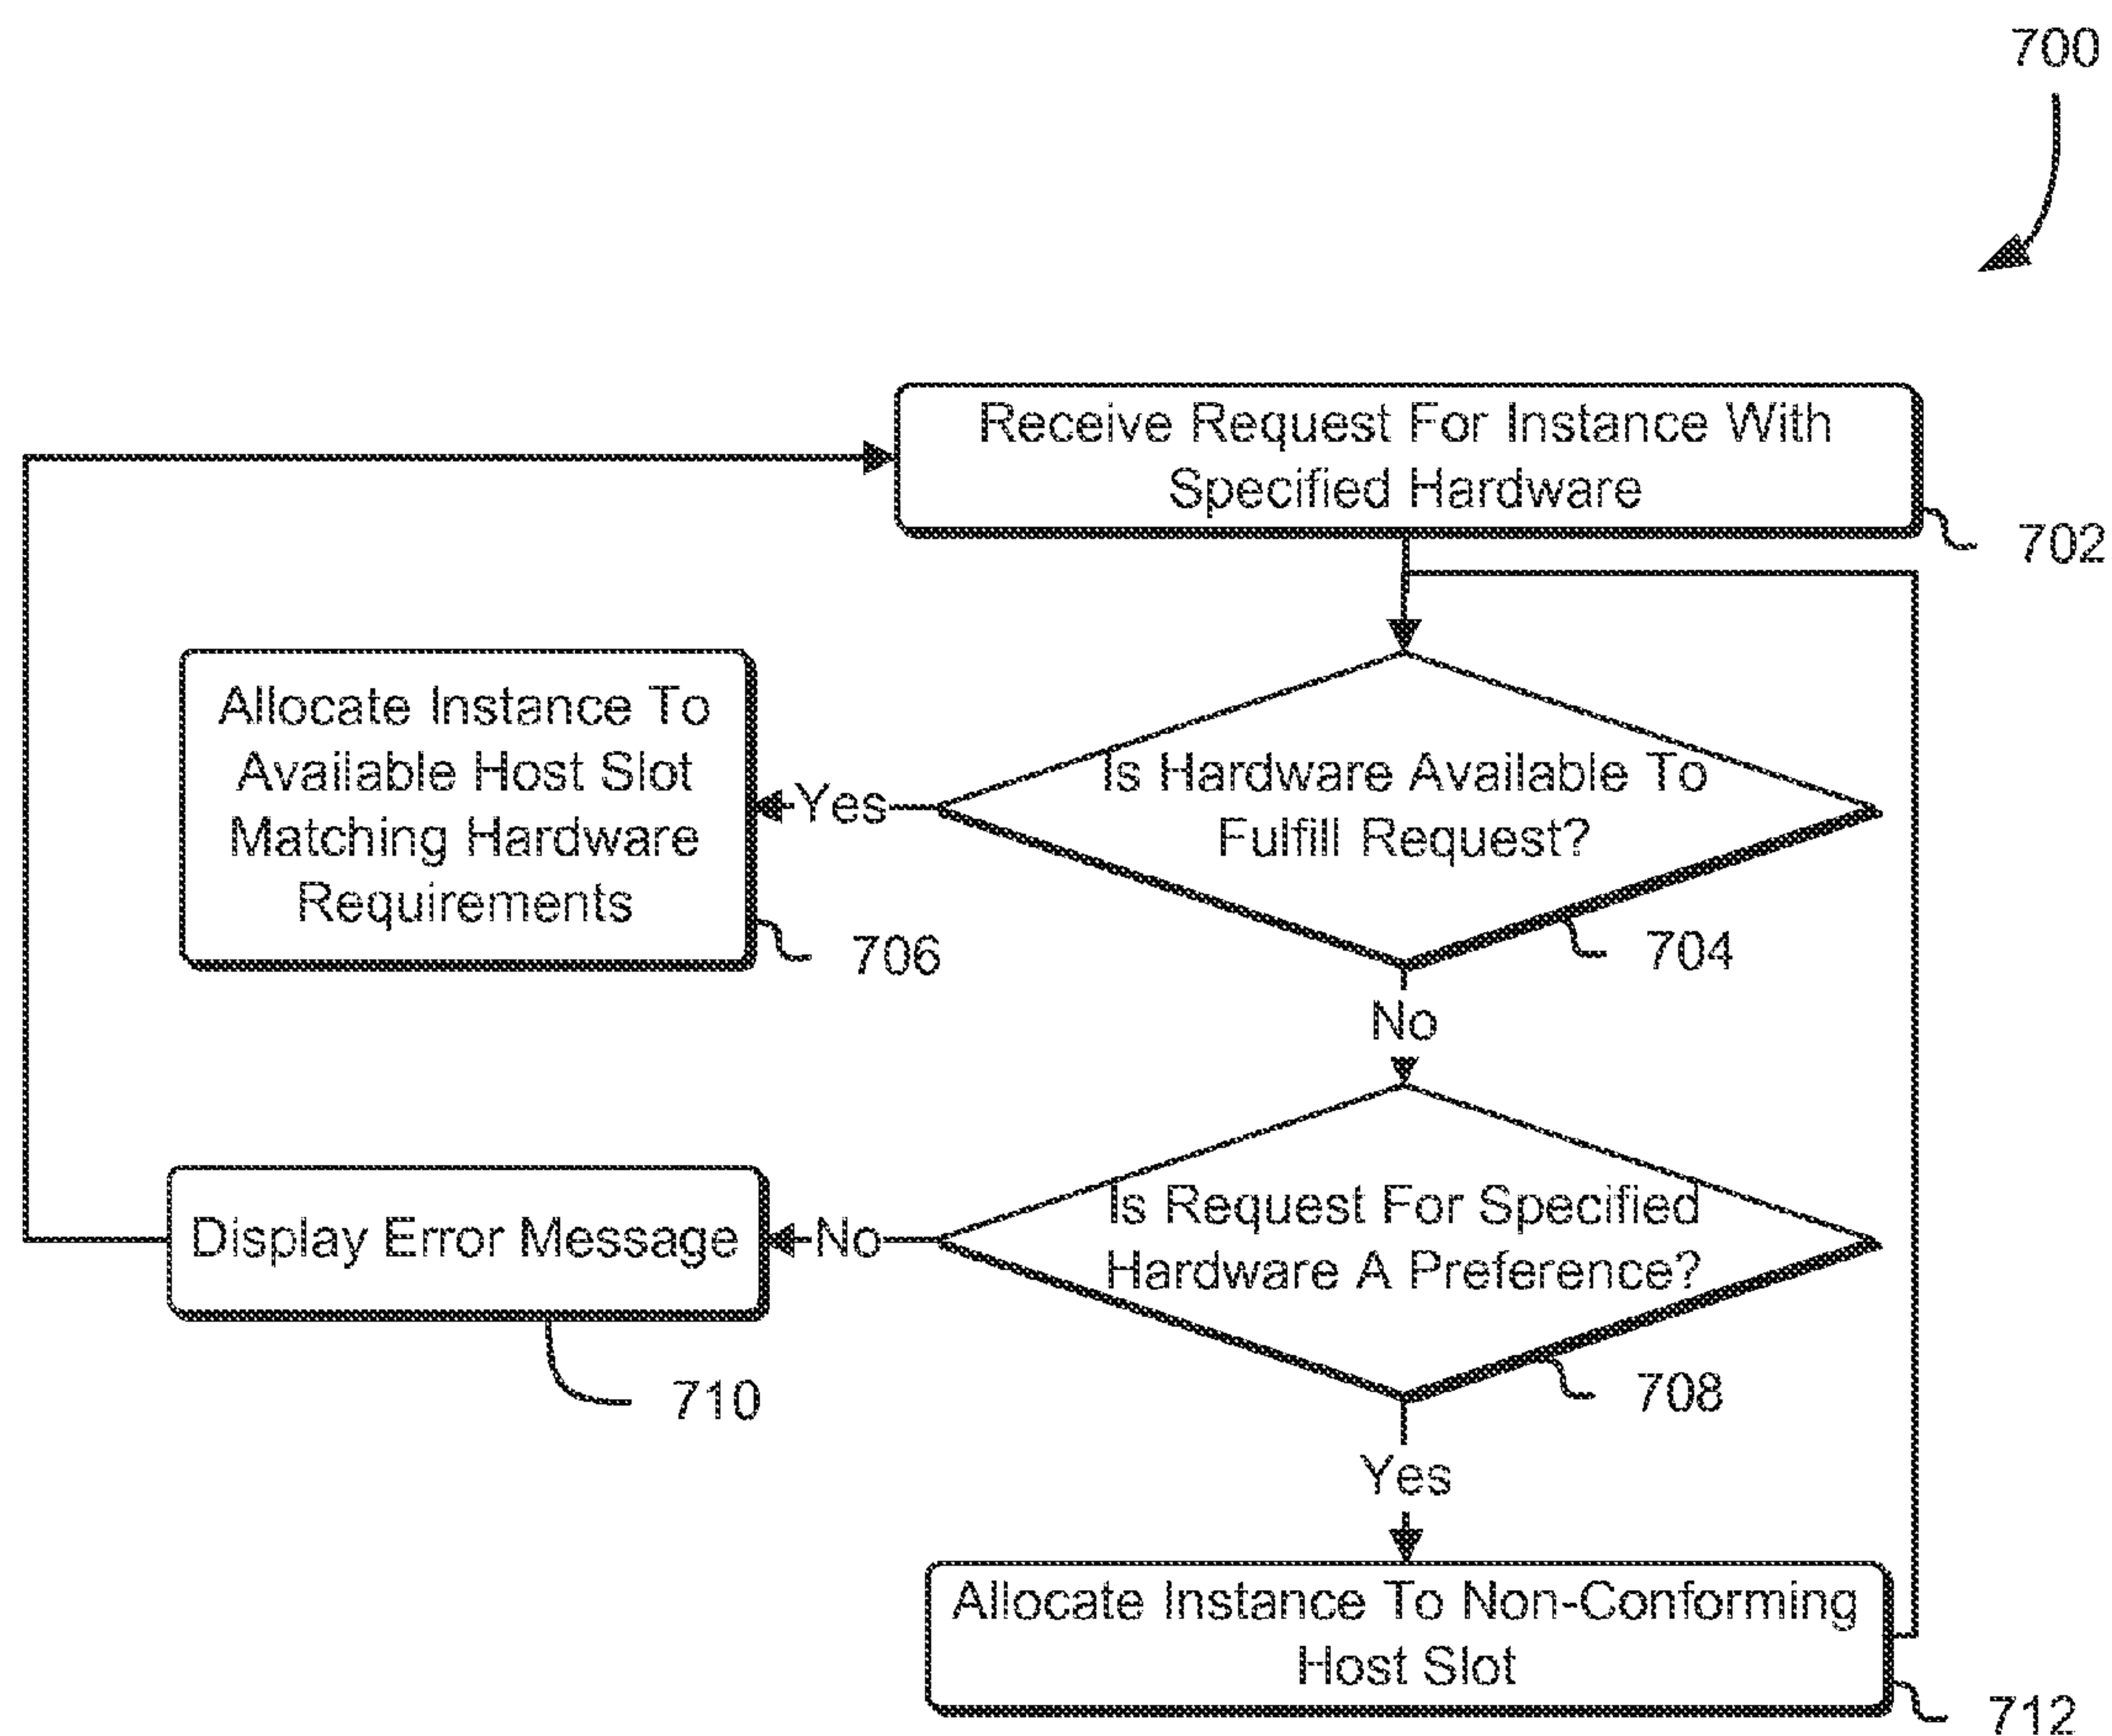 700
Receive Request For Instance With
Specified Hardware
702
Allocate Instance To
Available Host Slot
Matching Hardware
Requirements
706
Yes
Is Hardware Available To
Fulfill Request?
704
No
Display Error Message
710
No
Is Request For Specified
Hardware A Preference?
708
Yes
Allocate Instance To Non-Conforming
Host Slot
712